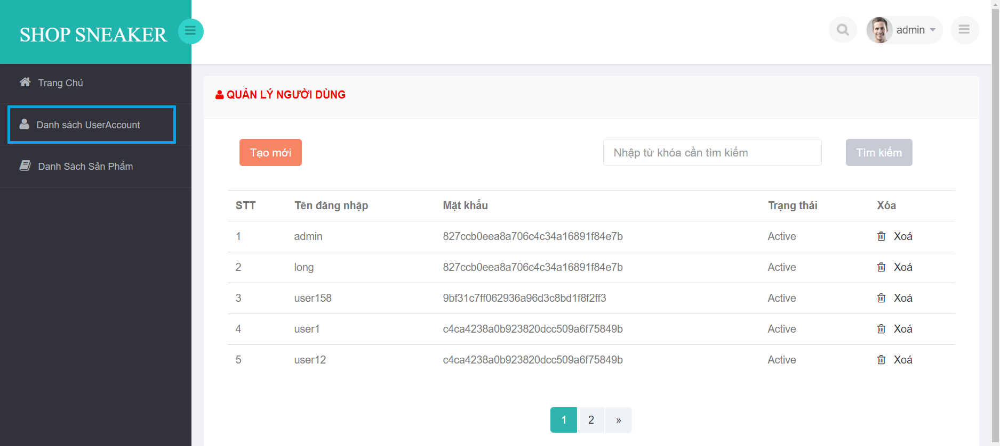 SHOP SNEAKER
admin
Trang Chủ
Danh sách UserAccount
Danh Sách Sản Phẩm
QUẢN LÝ NGƯỜI DÙNG
Tạo mới
Nhập từ khóa cần tìm kiếm
Tìm kiếm
STT Tên đăng nhập Mật khẩu Trạng thái Xóa
1 admin 827ccb0eea8a706c4c34a16891f84e7b Active Xoá
2 long 827ccb0eea8a706c4c34a16891f84e7b Active Xoá
3 user158 9bf31c7ff062936a96d3c8bd1f8f2ff3 Active Xoá
4 user1 c4ca4238a0b923820dcc509a6f75849b Active Xoá
5 user12 c4ca4238a0b923820dcc509a6f75849b Active Xoá
1 2 »